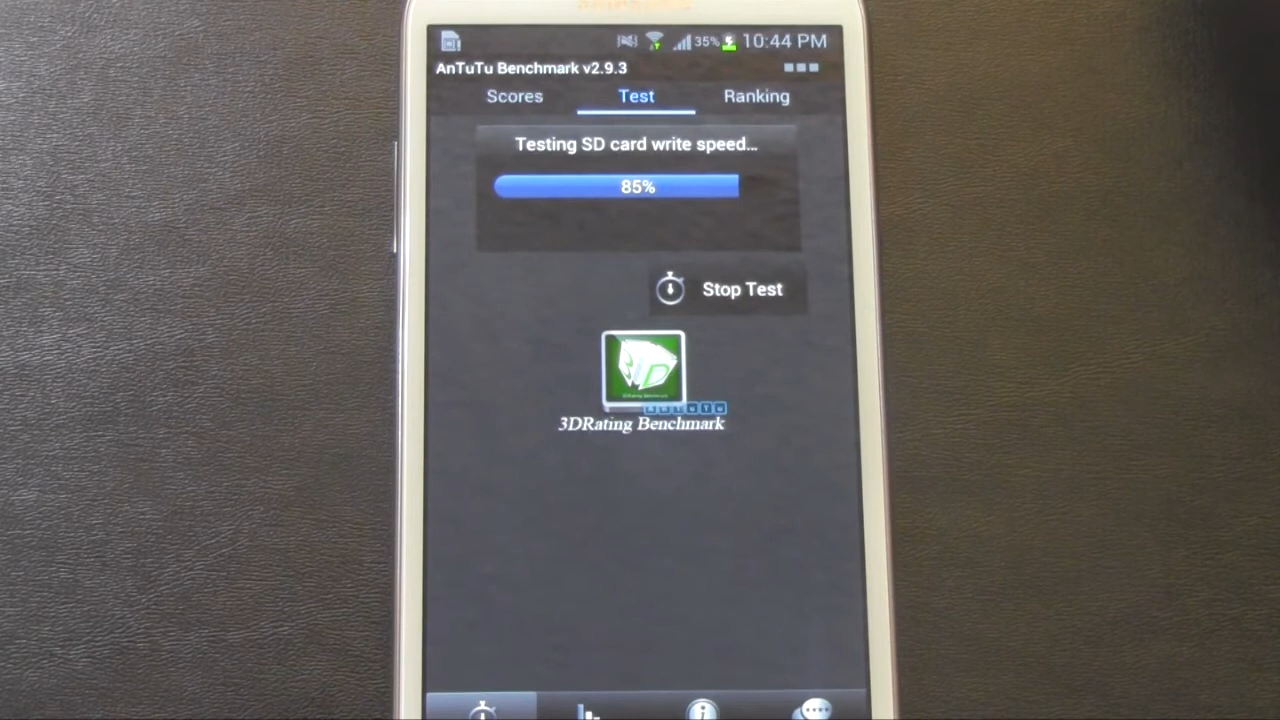 SAMSUNG
35% 10:44 PM
AnTuTu Benchmark v2.9.3
Scores Test Ranking
Testing SD card write speed...
85%
Stop Test
3DRating Benchmark